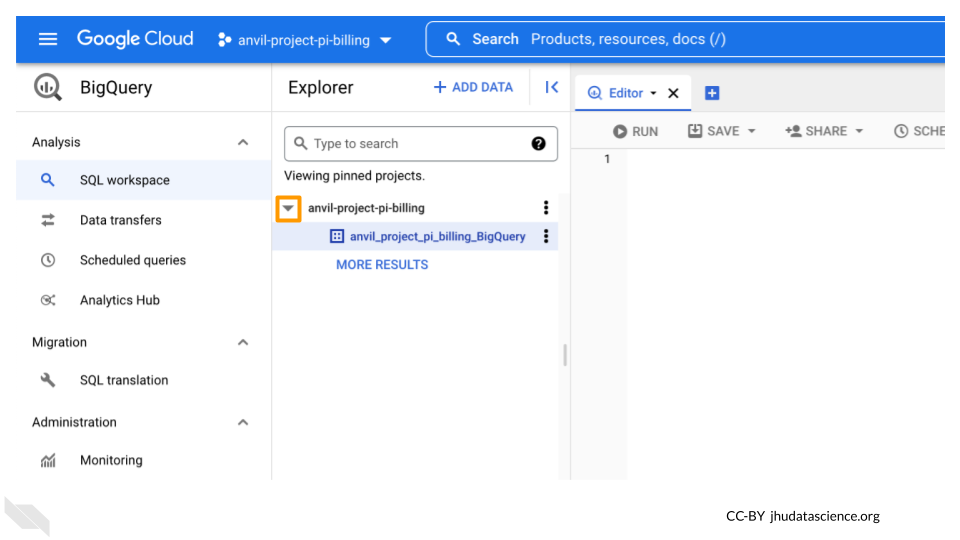 Google Cloud
anvil-project-pi-billing
Search Products, resources, docs (/)
BigQuery
Analysis
SQL workspace
Data transfers
Scheduled queries
Analytics Hub
Migration
SQL translation
Administration
Monitoring
Explorer
+ ADD DATA
Type to search
Viewing pinned projects.
anvil-project-pi-billing
anvil_project_pi_billing_BigQuery
MORE RESULTS
Editor
RUN
SAVE
SHARE
SCHE
1
CC-BY jhudatascience.org